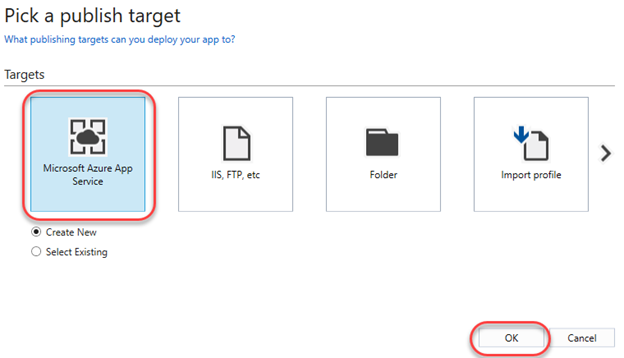 Pick a publish target
What publishing targets can you deploy your app to?
Targets
Microsoft Azure App
Service
IIS, FTP, etc
Folder
Import profile
Create New
Select Existing
OK
Cancel